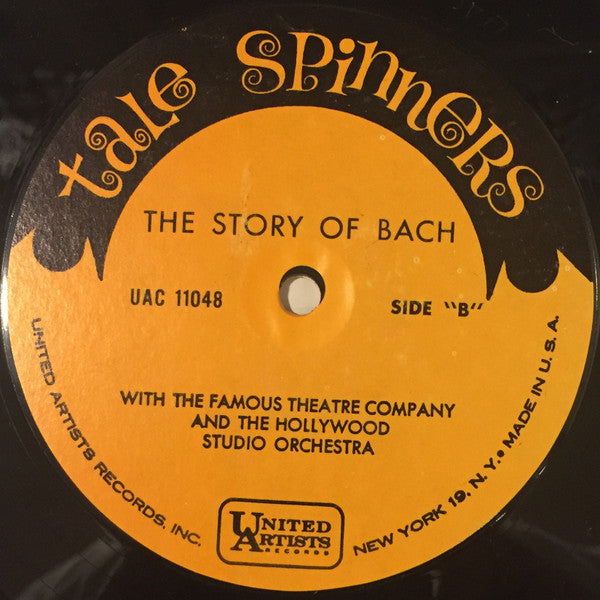 tale SPinneRS
THE STORY OF BACH
UAC 11048
SIDE "B"
WITH THE FAMOUS THEATRE COMPANY
AND THE HOLLYWOOD
STUDIO ORCHESTRA
UNITED ARTISTS RECORDS, INC.
UNITED
ARTISTS
RECORDS
NEW YORK 19, N. Y. • MADE IN U. S. A.